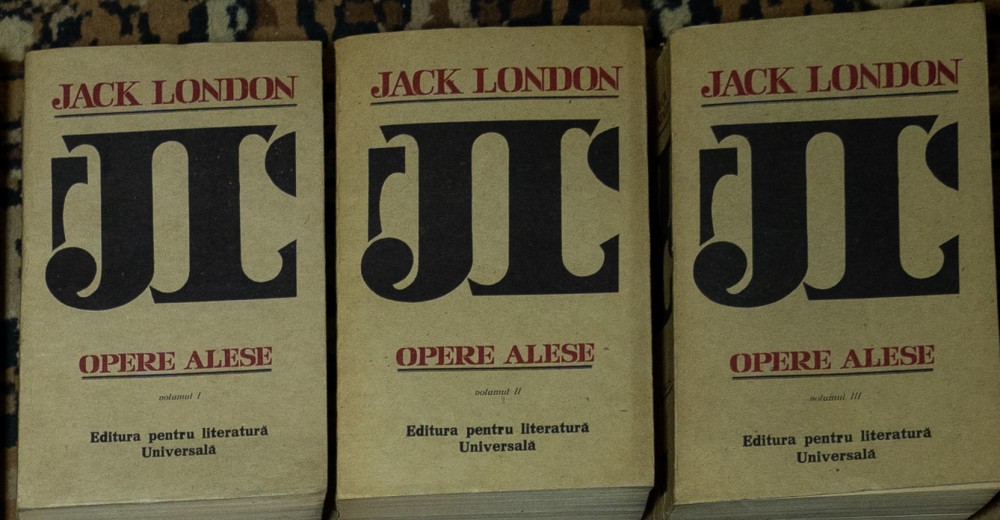 JACK LONDON
JL
OPERE ALESE
volumul I
Editura pentru literatură
Universală
JACK LONDON
JL
OPERE ALESE
volumul II
Editura pentru literatură
Universală
JACK LONDON
JL
OPERE ALESE
volumul III
Editura pentru literatură
Universală